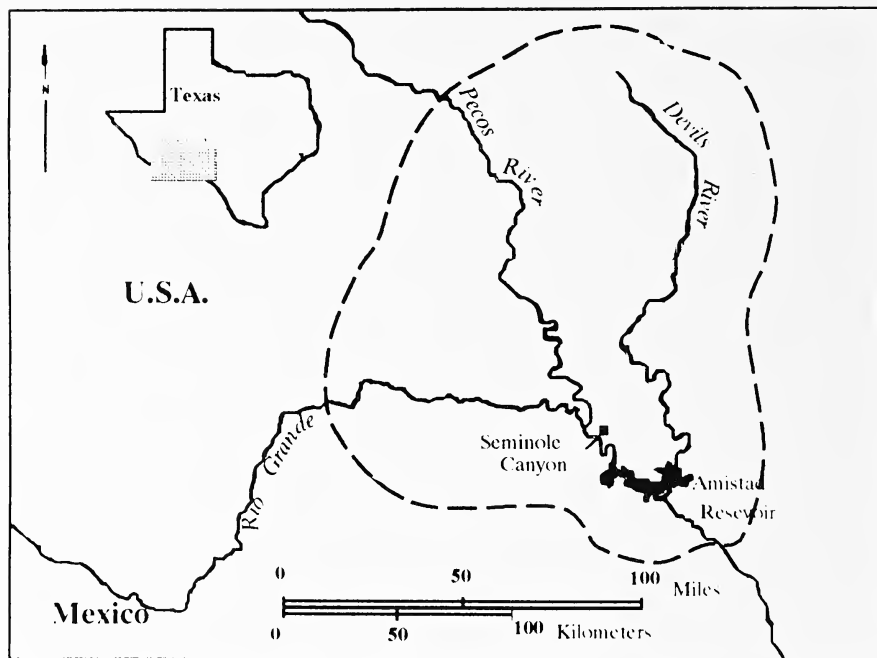 N
Texas
Pecos
River
Devils
River
U.S.A.
Rio Grande
Seminole
Canyon
Amistad
Resevoir
0 50 100
Miles
Mexico
0 50 100 Kilometers